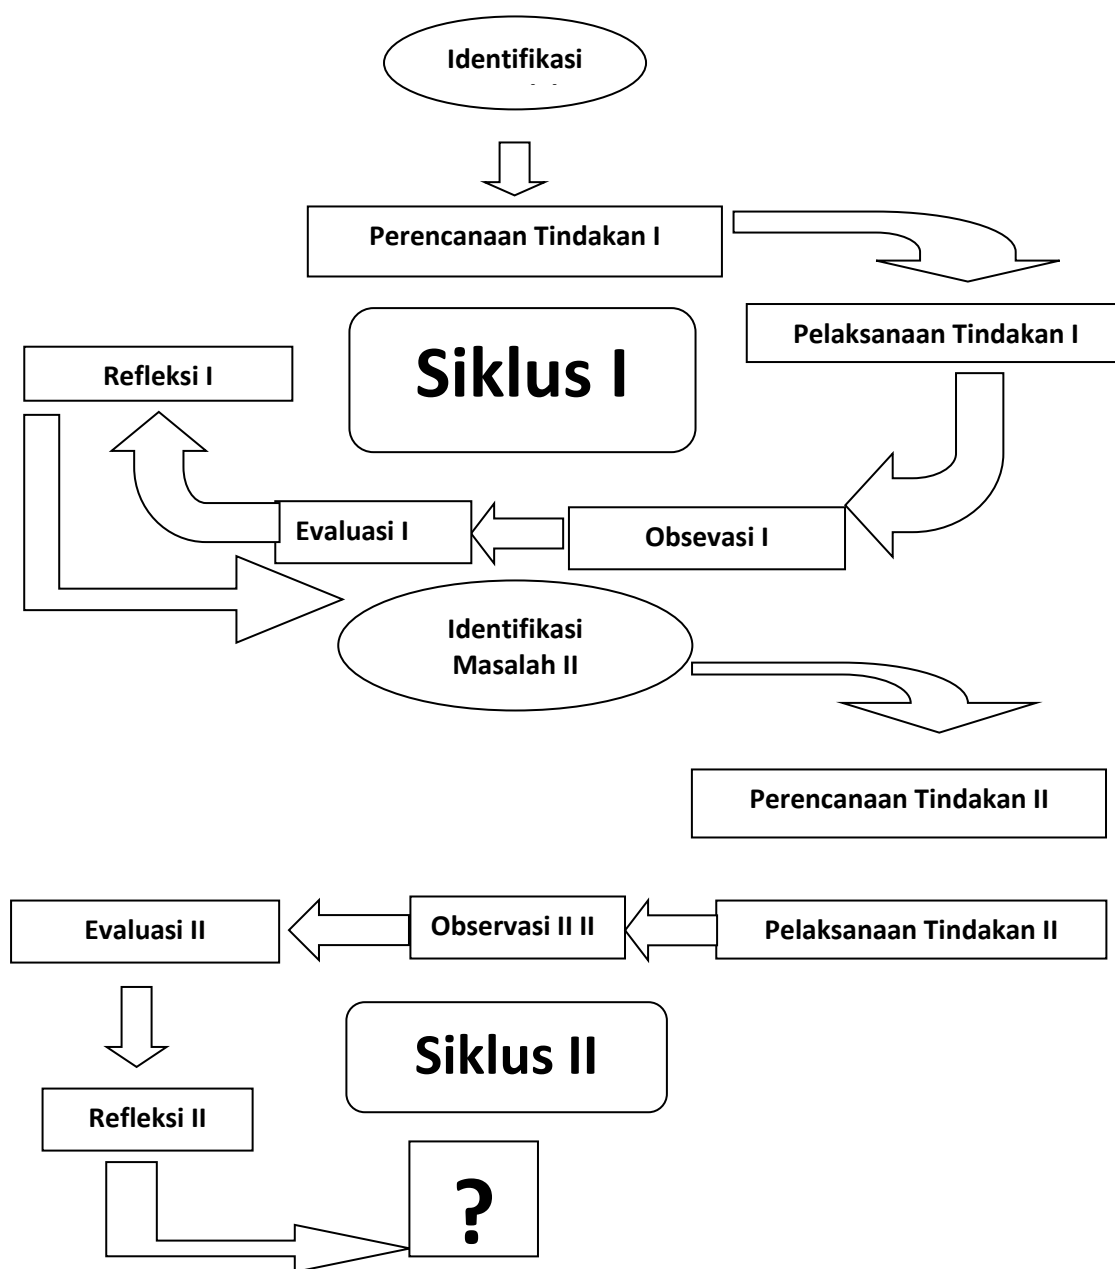 Identifikasi
Perencanaan Tindakan I
Pelaksanaan Tindakan I
Siklus I
Refleksi I
Evaluasi I
Obsevasi I
Identifikasi
Masalah II
Perencanaan Tindakan II
Evaluasi II
Observasi II II
Pelaksanaan Tindakan II
Siklus II
Refleksi II
?